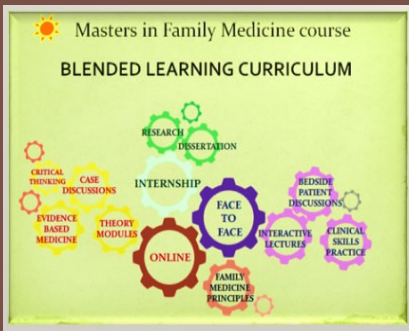 Masters in Family Medicine course
BLENDED LEARNING CURRICULUM
RESEARCH
DISSERTATION
CRITICAL
THINKING
CASE
DISCUSSIONS
INTERNSHIP
BEDSIDE
PATIENT
DISCUSSIONS
EVIDENCE
BASED
MEDICINE
THEORY
MODULES
FACE
TO
FACE
INTERACTIVE
LECTURES
CLINICAL
SKILLS
PRACTICE
ONLINE
FAMILY
MEDICINE
PRINCIPLES